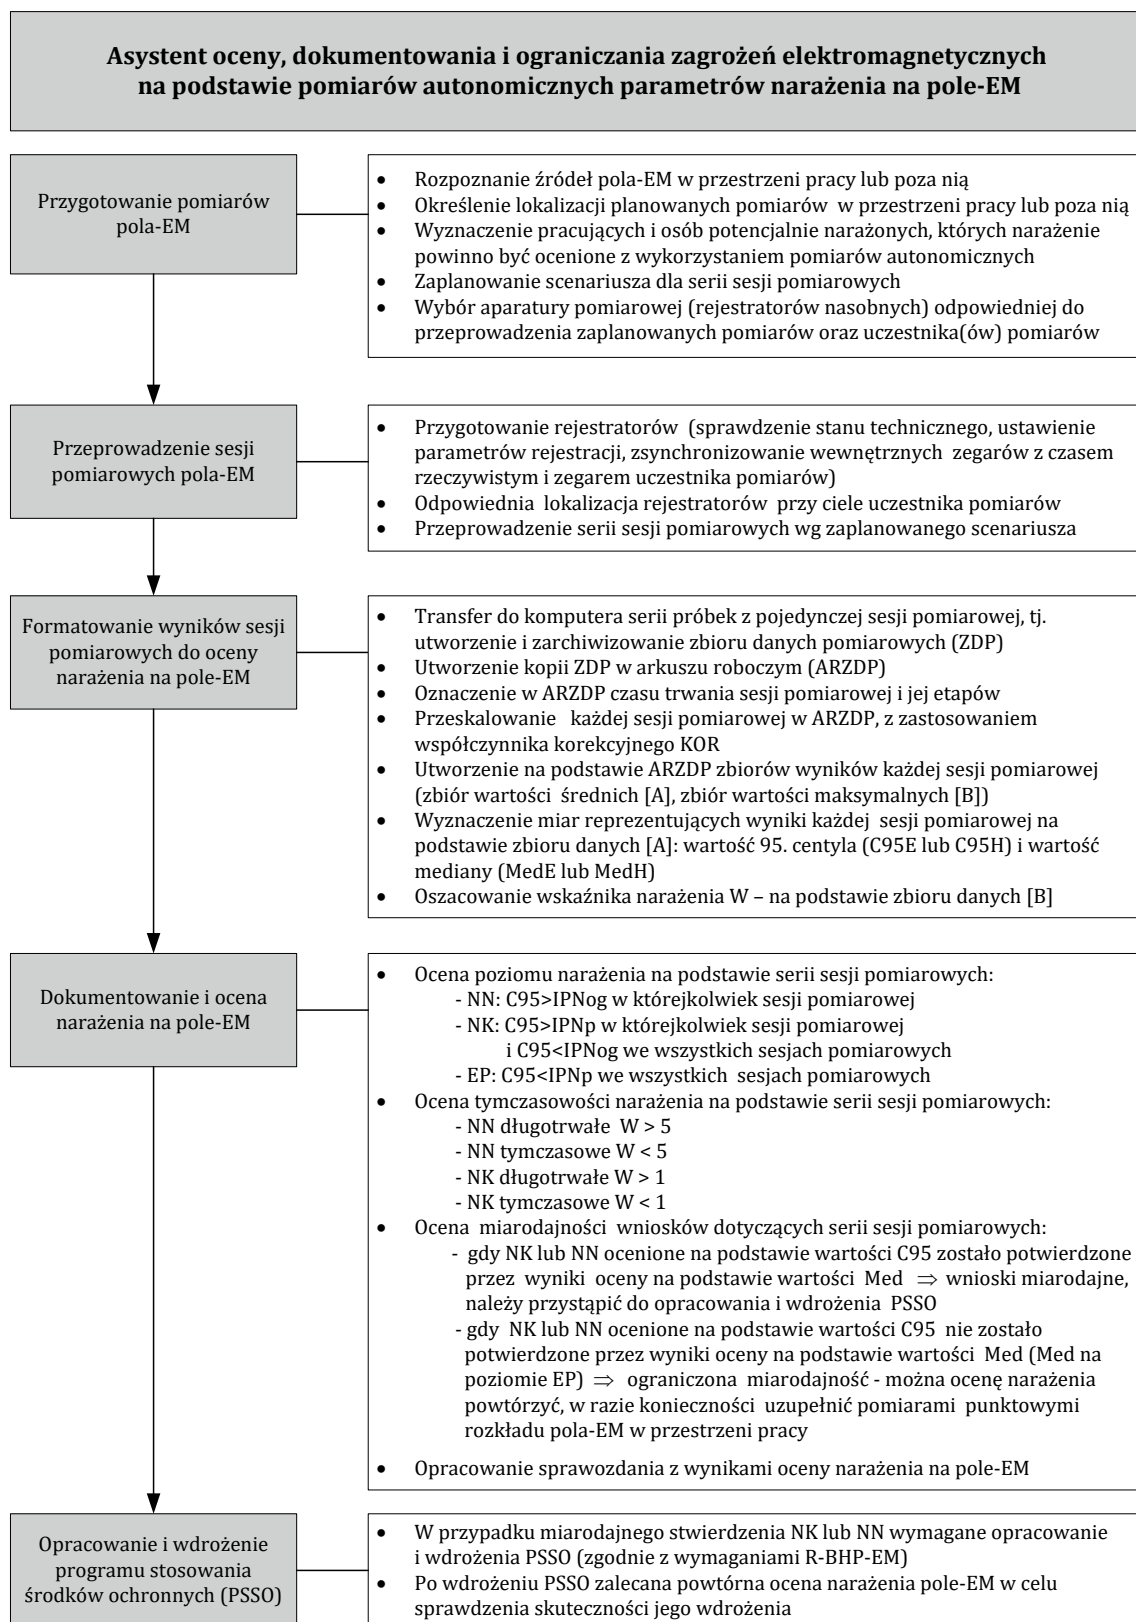 Asystent oceny, dokumentowania i ograniczania zagrożeń elektromagnetycznych
na podstawie pomiarów autonomicznych parametrów narażenia na pole-EM
Przygotowanie pomiarów
pola-EM
• Rozpoznanie źródeł pola-EM w przestrzeni pracy lub poza nią
• Określenie lokalizacji planowanych pomiarów w przestrzeni pracy lub poza nią
• Wyznaczenie pracujących i osób potencjalnie narażonych, których narażenie
powinno być ocenione z wykorzystaniem pomiarów autonomicznych
• Zaplanowanie scenariusza dla serii sesji pomiarowych
• Wybór aparatury pomiarowej (rejestratorów nasobnych) odpowiedniej do
przeprowadzenia zaplanowanych pomiarów oraz uczestnika(ów) pomiarów
Przeprowadzenie sesji
pomiarowych pola-EM
• Przygotowanie rejestratorów (sprawdzenie stanu technicznego, ustawienie
parametrów rejestracji, zsynchronizowanie wewnętrznych zegarów z czasem
rzeczywistym i zegarem uczestnika pomiarów)
• Odpowiednia lokalizacja rejestratorów przy ciele uczestnika pomiarów
• Przeprowadzenie serii sesji pomiarowych wg zaplanowanego scenariusza
Formatowanie wyników sesji
pomiarowych do oceny
narażenia na pole-EM
• Transfer do komputera serii próbek z pojedynczej sesji pomiarowej, tj.
utworzenie i zarchiwizowanie zbioru danych pomiarowych (ZDP)
• Utworzenie kopii ZDP w arkuszu roboczym (ARZDP)
• Oznaczenie w ARZDP czasu trwania sesji pomiarowej i jej etapów
• Przeskalowanie każdej sesji pomiarowej w ARZDP, z zastosowaniem
współczynnika korekcyjnego KOR
• Utworzenie na podstawie ARZDP zbiorów wyników każdej sesji pomiarowej
(zbiór wartości średnich [A], zbiór wartości maksymalnych [B])
• Wyznaczenie miar reprezentujących wyniki każdej sesji pomiarowej na
podstawie zbioru danych [A]: wartość 95. centyla (C95E lub C95H) i wartość
mediany (MedE lub MedH)
• Oszacowanie wskaźnika narażenia W – na podstawie zbioru danych [B]
Dokumentowanie i ocena
narażenia na pole-EM
• Ocena poziomu narażenia na podstawie serii sesji pomiarowych:
- NN: C95>IPNog w którejkolwiek sesji pomiarowej
- NK: C95>IPNp w którejkolwiek sesji pomiarowej
i C95<IPNog we wszystkich sesjach pomiarowych
- EP: C95<IPNp we wszystkich sesjach pomiarowych
• Ocena tymczasowości narażenia na podstawie serii sesji pomiarowych:
- NN długotrwałe W > 5
- NN tymczasowe W < 5
- NK długotrwałe W > 1
- NK tymczasowe W < 1
• Ocena miarodajności wniosków dotyczących serii sesji pomiarowych:
- gdy NK lub NN ocenione na podstawie wartości C95 zostało potwierdzone
przez wyniki oceny na podstawie wartości Med ⇒ wnioski miarodajne,
należy przystąpić do opracowania i wdrożenia PSSO
- gdy NK lub NN ocenione na podstawie wartości C95 nie zostało
potwierdzone przez wyniki oceny na podstawie wartości Med (Med na
poziomie EP) ⇒ ograniczona miarodajność - można ocenę narażenia
powtórzyć, w razie konieczności uzupełnić pomiarami punktowymi
rozkładu pola-EM w przestrzeni pracy
• Opracowanie sprawozdania z wynikami oceny narażenia na pole-EM
Opracowanie i wdrożenie
programu stosowania
środków ochronnych (PSSO)
• W przypadku miarodajnego stwierdzenia NK lub NN wymagane opracowanie
i wdrożenia PSSO (zgodnie z wymaganiami R-BHP-EM)
• Po wdrożeniu PSSO zalecana powtórna ocena narażenia pole-EM w celu
sprawdzenia skuteczności jego wdrożenia